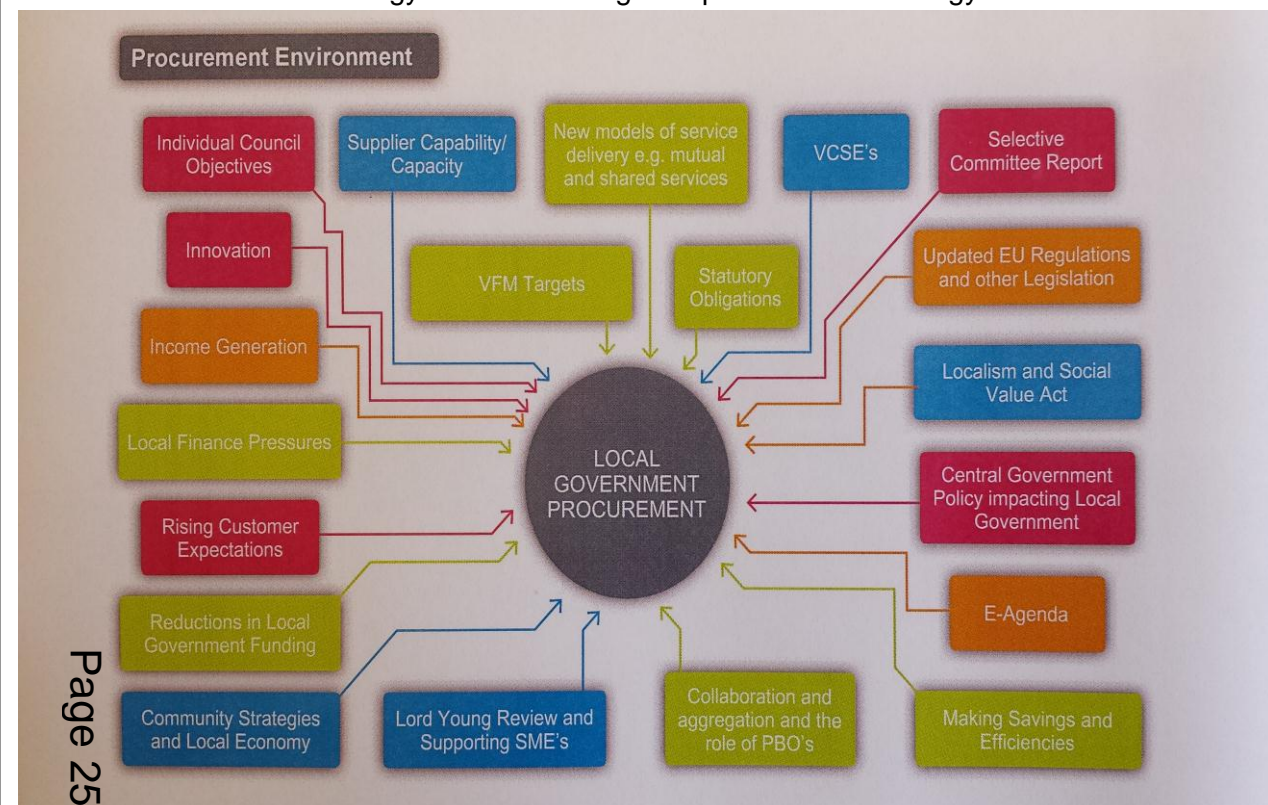 Procurement Environment
Individual Council
Objectives
Supplier Capability/
Capacity
New models of service
delivery e.g. mutual
and shared services
VCSE's
Selective
Committee Report
Innovation
VFM Targets
Statutory
Obligations
Updated EU Regulations
and other Legislation
Income Generation
Localism and Social
Value Act
Local Finance Pressures
LOCAL
GOVERNMENT
PROCUREMENT
Central Government
Policy impacting Local
Government
Rising Customer
Expectations
E-Agenda
Reductions in Local
Government Funding
Community Strategies
and Local Economy
Lord Young Review and
Supporting SME's
Collaboration and
aggregation and the
role of PBO's
Making Savings and
Efficiencies
Page 25